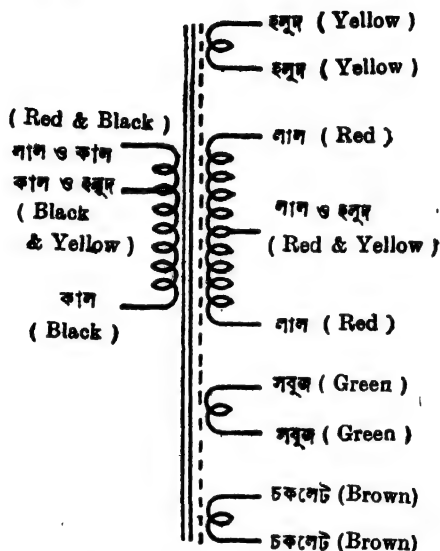 হলুদ ( Yellow )
হলুদ ( Yellow )
( Red & Black )
লাল ও কাল
কাল ও হলুদ
( Black
& Yellow )
কাল
( Black )
লাল ( Red )
লাল ও হলুদ
( Red & Yellow )
লাল ( Red )
সবুজ ( Green )
সবুজ ( Green )
চকলেট (Brown)
চকলেট (Brown)